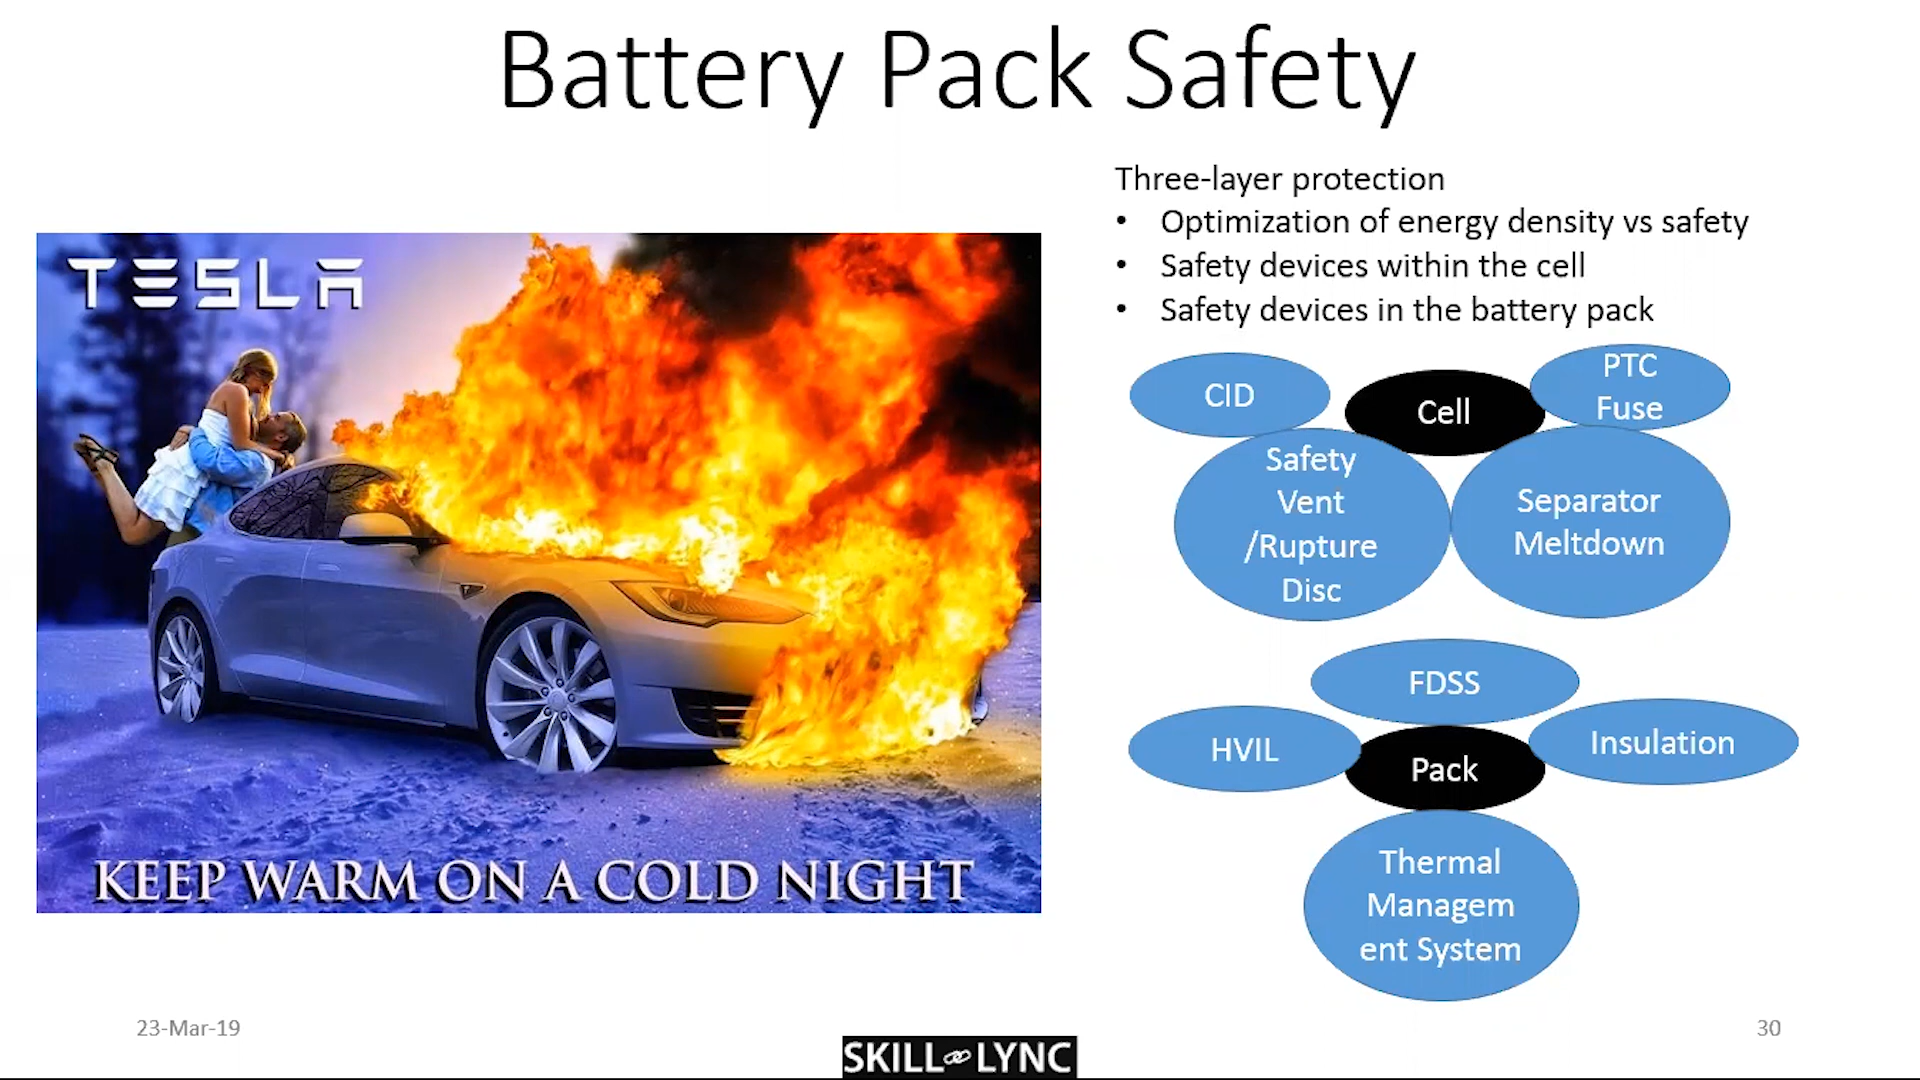 Battery Pack Safety
Three-layer protection
• Optimization of energy density vs safety
• Safety devices within the cell
• Safety devices in the battery pack
TESLA
KEEP WARM ON A COLD NIGHT
CID
Cell
PTC
Fuse
Safety
Vent
/Rupture
Disc
Separator
Meltdown
FDSS
HVIL
Pack
Insulation
Thermal
Managem
ent System
23-Mar-19
SKILL LYNC
30